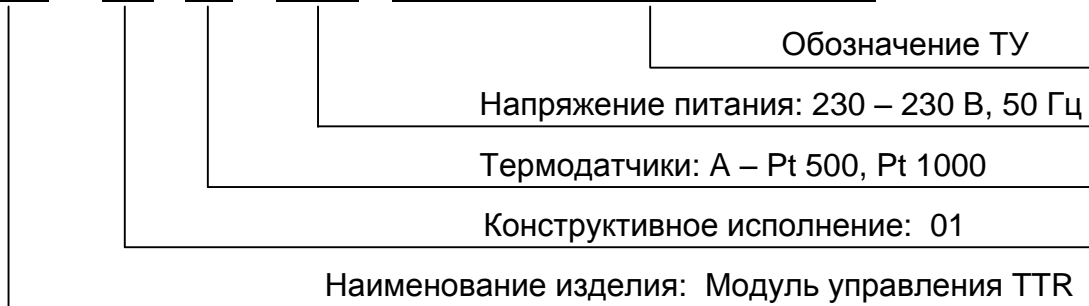 Обозначение ТУ
Напряжение питания: 230 – 230 В, 50 Гц
Термодатчики: А – Pt 500, Pt 1000
Конструктивное исполнение: 01
Наименование изделия: Модуль управления TTR